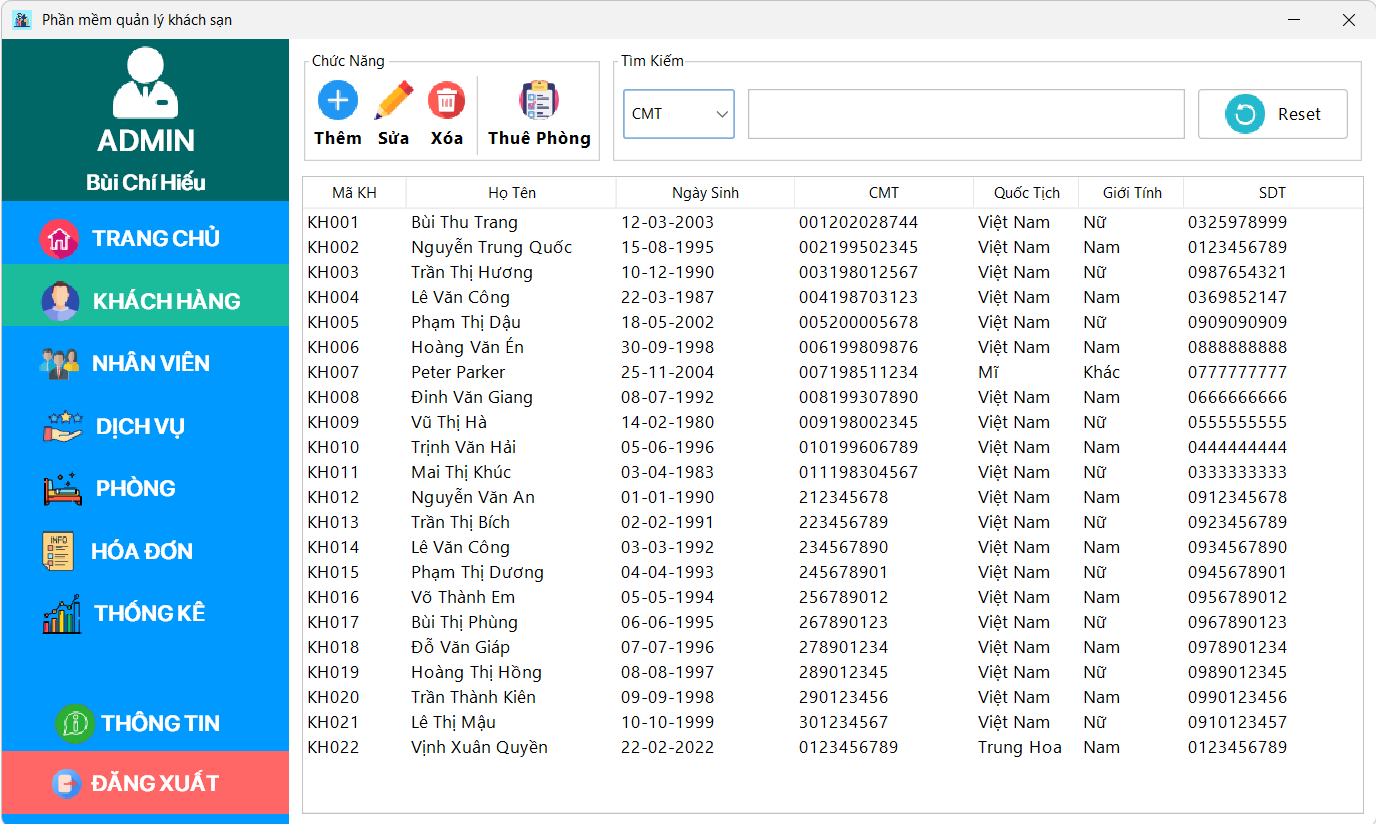 Phần mềm quản lý khách sạn
ADMIN
Bùi Chí Hiếu
TRANG CHỦ
KHÁCH HÀNG
NHÂN VIÊN
DỊCH VỤ
PHÒNG
INFO
HÓA ĐƠN
THỐNG KÊ
THÔNG TIN
ĐĂNG XUẤT
Chức Năng
Thêm Sửa Xóa Thuê Phòng
Tìm Kiếm
CMT
Reset
Mã KH Họ Tên Ngày Sinh CMT Quốc Tịch Giới Tính SDT
KH001 Bùi Thu Trang 12-03-2003 001202028744 Việt Nam Nữ 0325978999
KH002 Nguyễn Trung Quốc 15-08-1995 002199502345 Việt Nam Nam 0123456789
KH003 Trần Thị Hương 10-12-1990 003198012567 Việt Nam Nữ 0987654321
KH004 Lê Văn Công 22-03-1987 004198703123 Việt Nam Nam 0369852147
KH005 Phạm Thị Dậu 18-05-2002 005200005678 Việt Nam Nữ 0909090909
KH006 Hoàng Văn Én 30-09-1998 006199809876 Việt Nam Nam 0888888888
KH007 Peter Parker 25-11-2004 007198511234 Mĩ Khác 0777777777
KH008 Đinh Văn Giang 08-07-1992 008199307890 Việt Nam Nam 0666666666
KH009 Vũ Thị Hà 14-02-1980 009198002345 Việt Nam Nữ 0555555555
KH010 Trịnh Văn Hải 05-06-1996 010199606789 Việt Nam Nam 0444444444
KH011 Mai Thị Khúc 03-04-1983 011198304567 Việt Nam Nữ 0333333333
KH012 Nguyễn Văn An 01-01-1990 212345678 Việt Nam Nam 0912345678
KH013 Trần Thị Bích 02-02-1991 223456789 Việt Nam Nữ 0923456789
KH014 Lê Văn Công 03-03-1992 234567890 Việt Nam Nam 0934567890
KH015 Phạm Thị Dương 04-04-1993 245678901 Việt Nam Nữ 0945678901
KH016 Võ Thành Em 05-05-1994 256789012 Việt Nam Nam 0956789012
KH017 Bùi Thị Phùng 06-06-1995 267890123 Việt Nam Nữ 0967890123
KH018 Đỗ Văn Giáp 07-07-1996 278901234 Việt Nam Nam 0978901234
KH019 Hoàng Thị Hồng 08-08-1997 289012345 Việt Nam Nữ 0989012345
KH020 Trần Thành Kiên 09-09-1998 290123456 Việt Nam Nam 0990123456
KH021 Lê Thị Mậu 10-10-1999 301234567 Việt Nam Nữ 0910123457
KH022 Vịnh Xuân Quyền 22-02-2022 0123456789 Trung Hoa Nam 0123456789